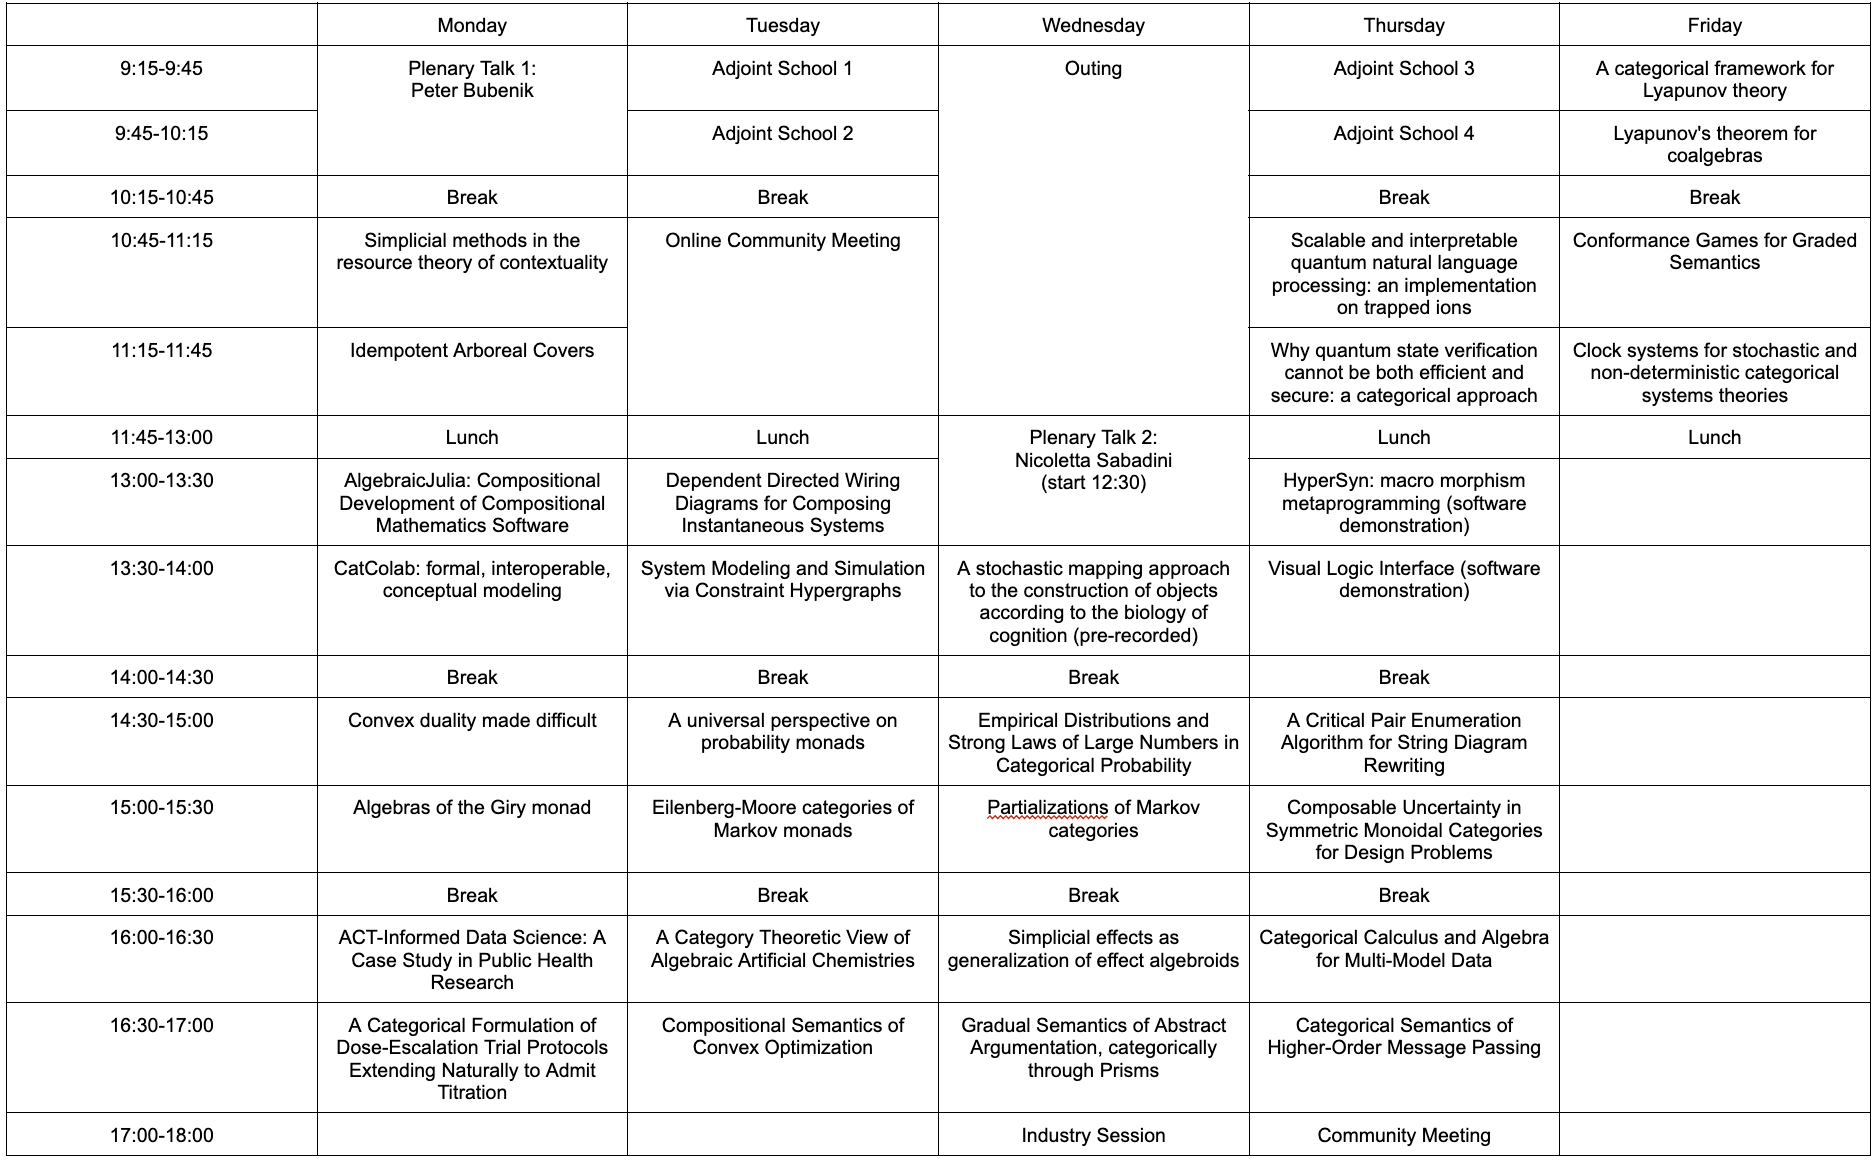 Monday
Tuesday
Wednesday
Thursday
Friday
9:15-9:45
Plenary Talk 1:
Peter Bubenik
Adjoint School 1
Outing
Adjoint School 3
A categorical framework for
Lyapunov theory
9:45-10:15
Adjoint School 2
Adjoint School 4
Lyapunov's theorem for
coalgebras
10:15-10:45
Break
Break
Break
Break
10:45-11:15
Simplicial methods in the
resource theory of contextuality
Online Community Meeting
Scalable and interpretable
quantum natural language
processing: an implementation
on trapped ions
Conformance Games for Graded
Semantics
11:15-11:45
Idempotent Arboreal Covers
Why quantum state verification
cannot be both efficient and
secure: a categorical approach
Clock systems for stochastic and
non-deterministic categorical
systems theories
11:45-13:00
Lunch
Lunch
Plenary Talk 2:
Nicoletta Sabadini
(start 12:30)
Lunch
Lunch
13:00-13:30
AlgebraicJulia: Compositional
Development of Compositional
Mathematics Software
Dependent Directed Wiring
Diagrams for Composing
Instantaneous Systems
HyperSyn: macro morphism
metaprogramming (software
demonstration)
13:30-14:00
CatColab: formal, interoperable,
conceptual modeling
System Modeling and Simulation
via Constraint Hypergraphs
A stochastic mapping approach
to the construction of objects
according to the biology of
cognition (pre-recorded)
Visual Logic Interface (software
demonstration)
14:00-14:30
Break
Break
Break
Break
14:30-15:00
Convex duality made difficult
A universal perspective on
probability monads
Empirical Distributions and
Strong Laws of Large Numbers in
Categorical Probability
A Critical Pair Enumeration
Algorithm for String Diagram
Rewriting
15:00-15:30
Algebras of the Giry monad
Eilenberg-Moore categories of
Markov monads
Partializations of Markov
categories
Composable Uncertainty in
Symmetric Monoidal Categories
for Design Problems
15:30-16:00
Break
Break
Break
Break
16:00-16:30
ACT-Informed Data Science: A
Case Study in Public Health
Research
A Category Theoretic View of
Algebraic Artificial Chemistries
Simplicial effects as
generalization of effect algebroids
Categorical Calculus and Algebra
for Multi-Model Data
16:30-17:00
A Categorical Formulation of
Dose-Escalation Trial Protocols
Extending Naturally to Admit
Titration
Compositional Semantics of
Convex Optimization
Gradual Semantics of Abstract
Argumentation, categorically
through Prisms
Categorical Semantics of
Higher-Order Message Passing
17:00-18:00
Industry Session
Community Meeting